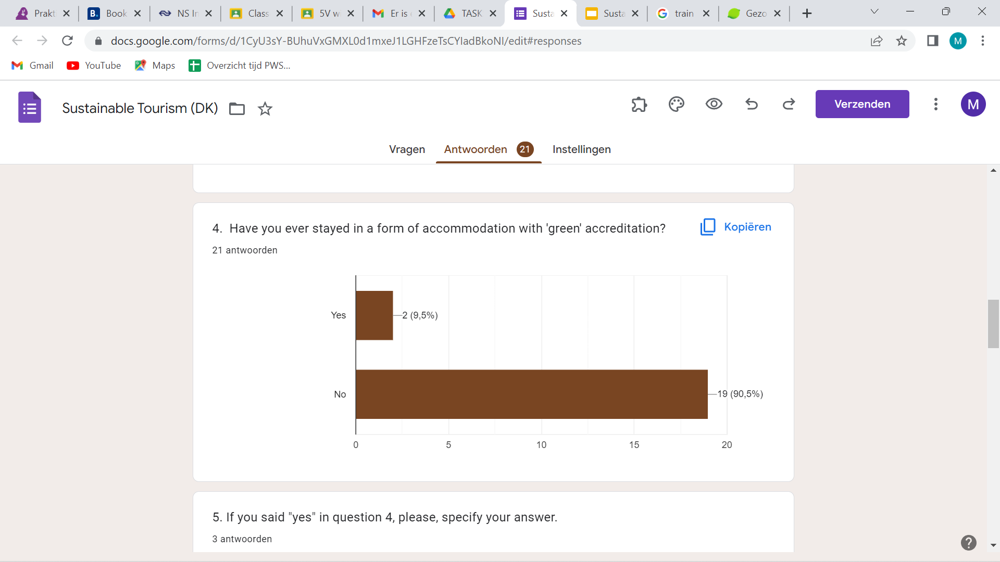 Prakt
Book
NS In
Class
5V w
Er is
TASK
Susta
Susta
train
Gezo
docs.google.com/forms/d/1CyU3sY-BUhuVxGMXL0d1mxeJ1LGHFzeTsCYIadBkoNI/edit#responses
M
Gmail
YouTube
Maps
Overzicht tijd PWS...
Sustainable Tourism (DK)
Verzenden
M
Vragen
Antwoorden 21
Instellingen
4. Have you ever stayed in a form of accommodation with 'green' accreditation?
Kopiëren
21 antwoorden
Yes
2 (9,5%)
No
19 (90,5%)
0 5 10 15 20
5. If you said "yes" in question 4, please, specify your answer.
3 antwoorden